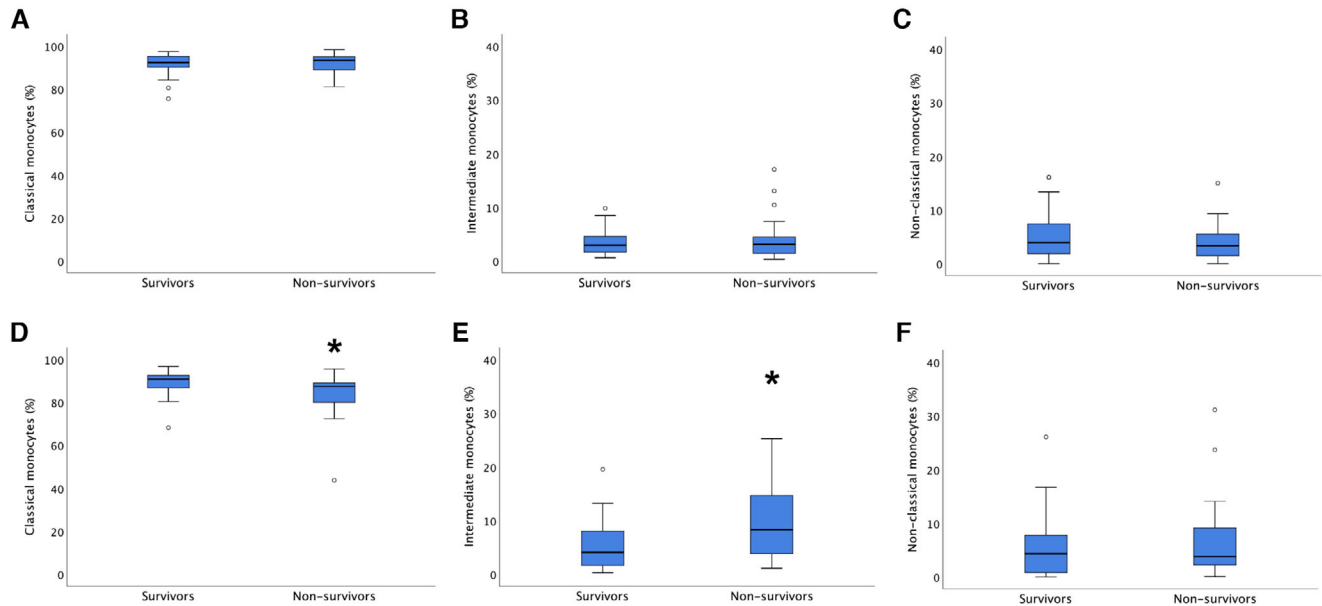 A
Classical monocytes (%)
100
80
60
40
20
0
Survivors
Non-survivors
B
Intermediate monocytes (%)
40
30
20
10
0
Survivors
Non-survivors
C
Non-classical monocytes (%)
40
30
20
10
0
Survivors
Non-survivors
D
Classical monocytes (%)
100
80
60
40
20
0
*
Survivors
Non-survivors
E
Intermediate monocytes (%)
40
30
20
10
0
*
Survivors
Non-survivors
F
Non-classical monocytes (%)
40
30
20
10
0
Survivors
Non-survivors